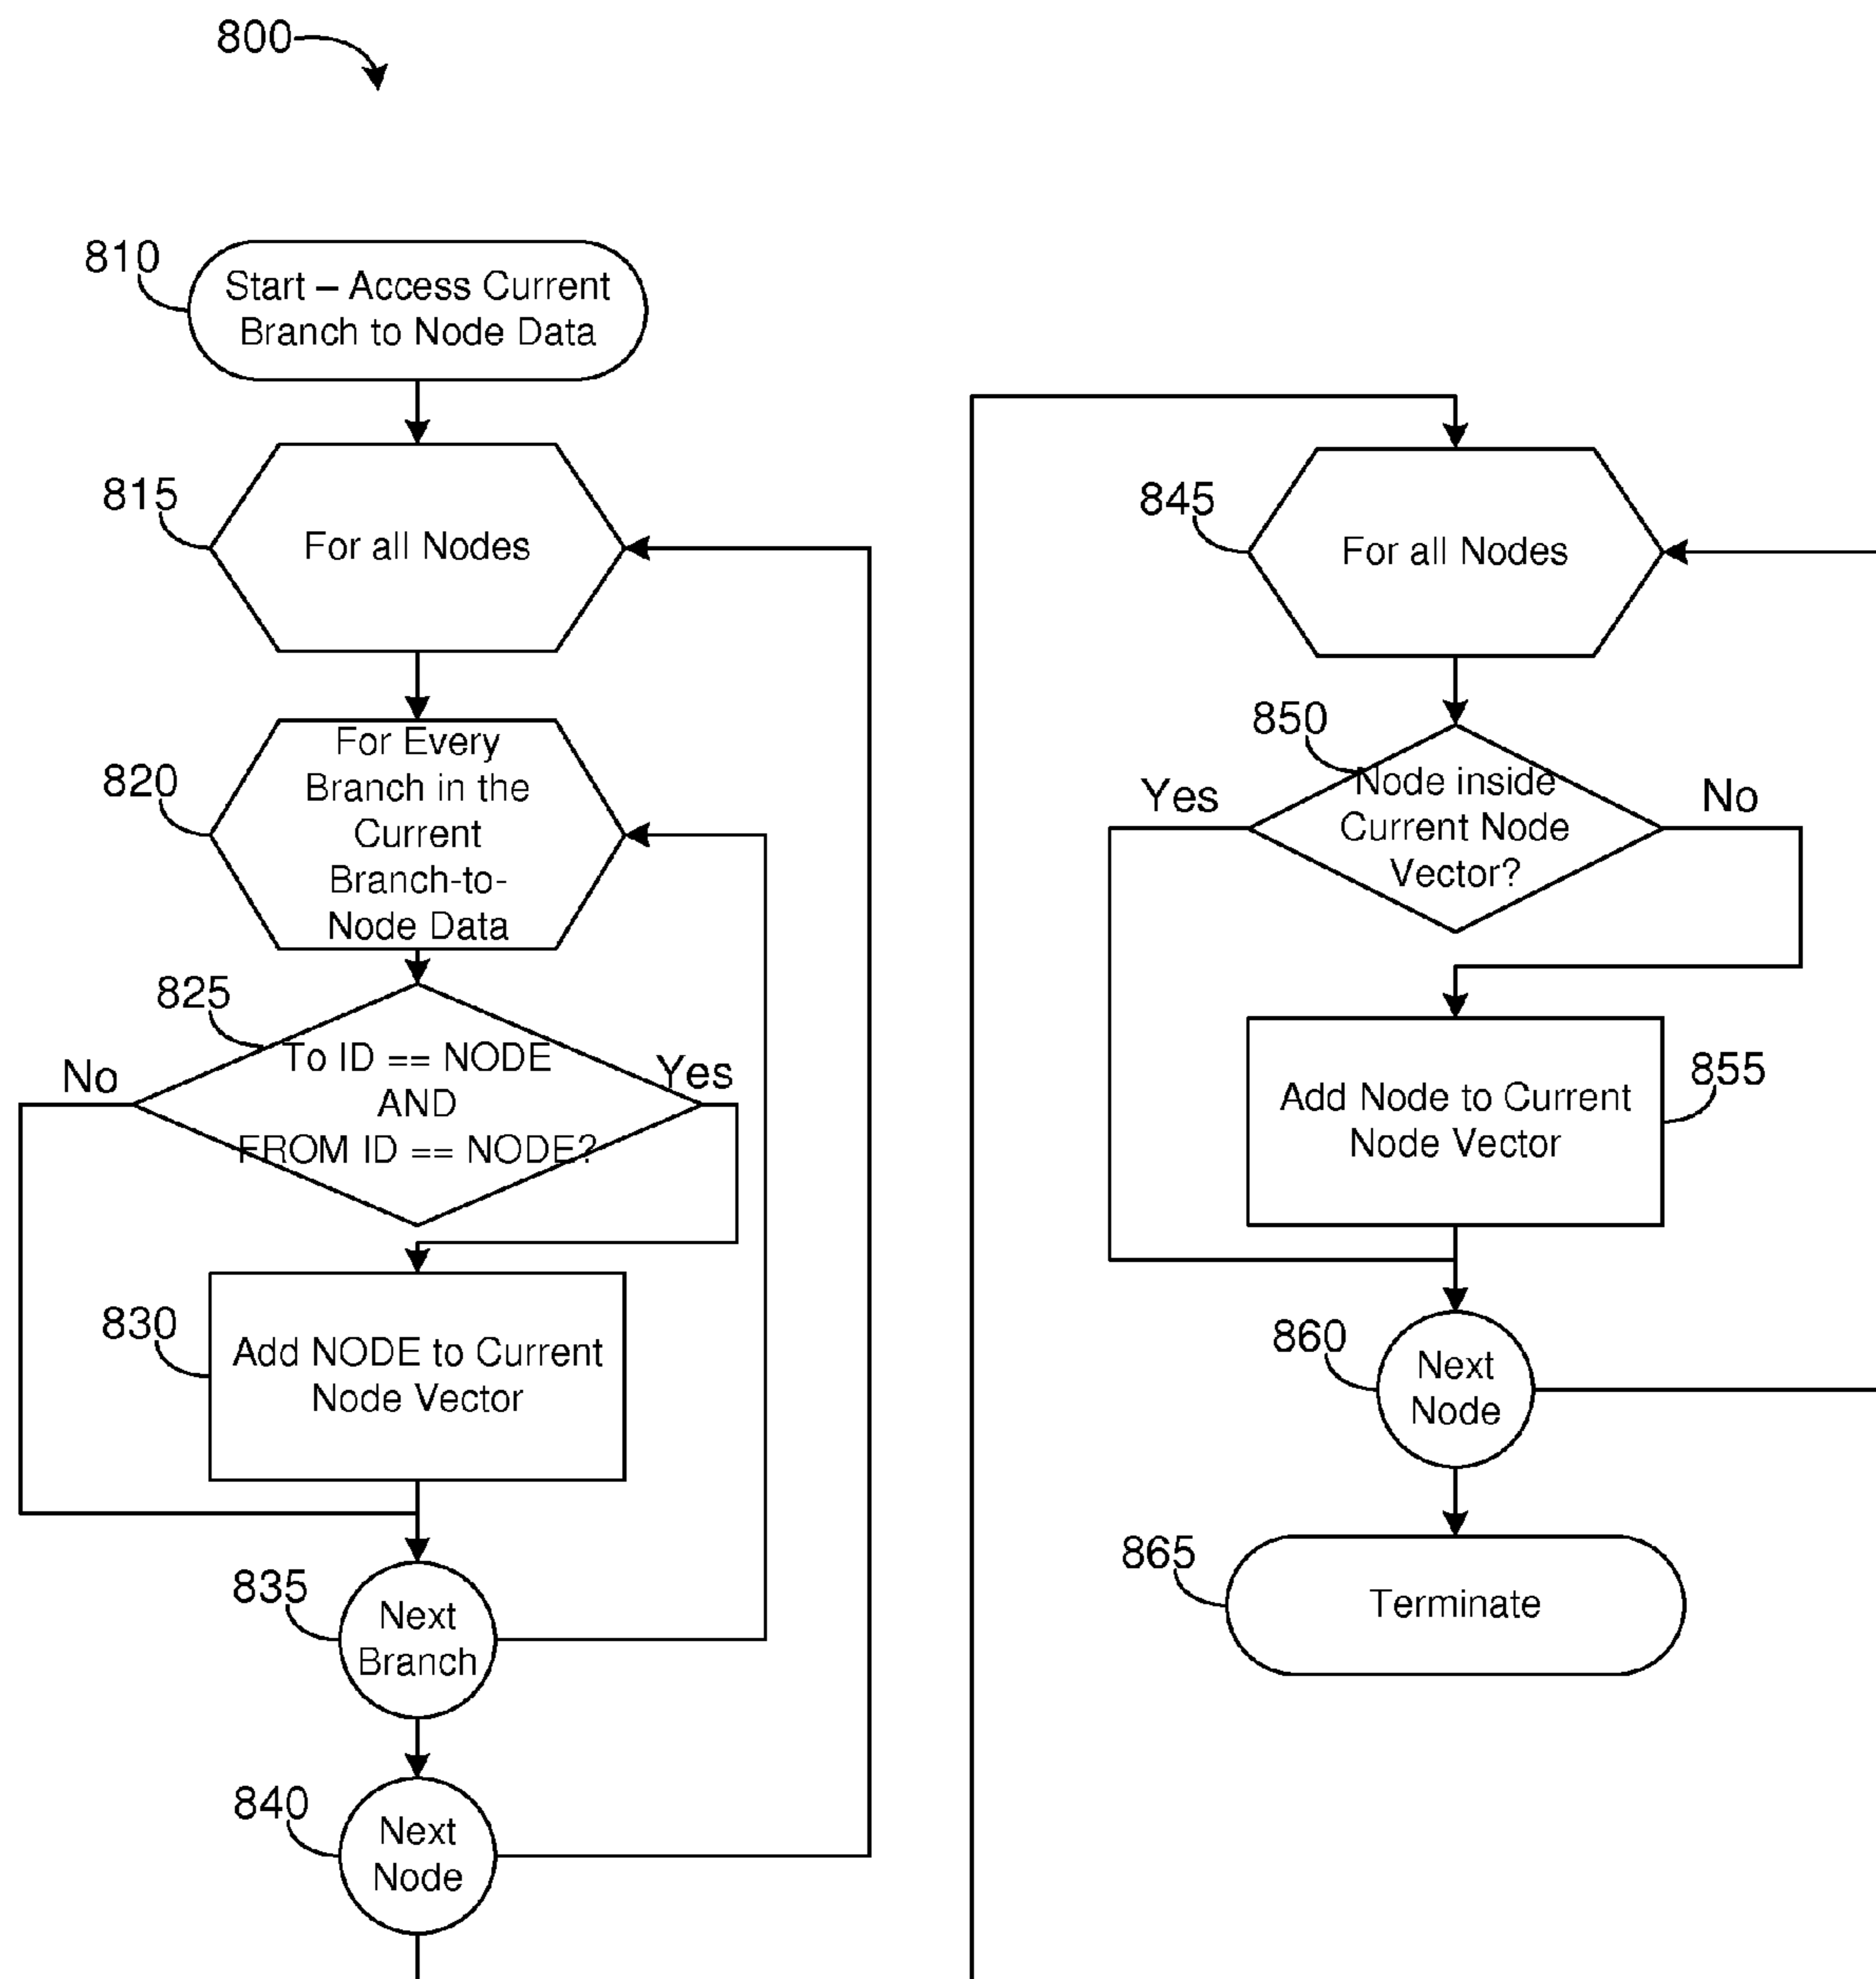 800
810
Start – Access Current
Branch to Node Data
815
For all Nodes
820
For Every
Branch in the
Current
Branch-to-
Node Data
825
To ID == NODE
AND
FROM ID == NODE?
No
Yes
830
Add NODE to Current
Node Vector
835
Next
Branch
840
Next
Node
845
For all Nodes
850
Node inside
Current Node
Vector?
Yes
No
855
Add Node to Current
Node Vector
860
Next
Node
865
Terminate